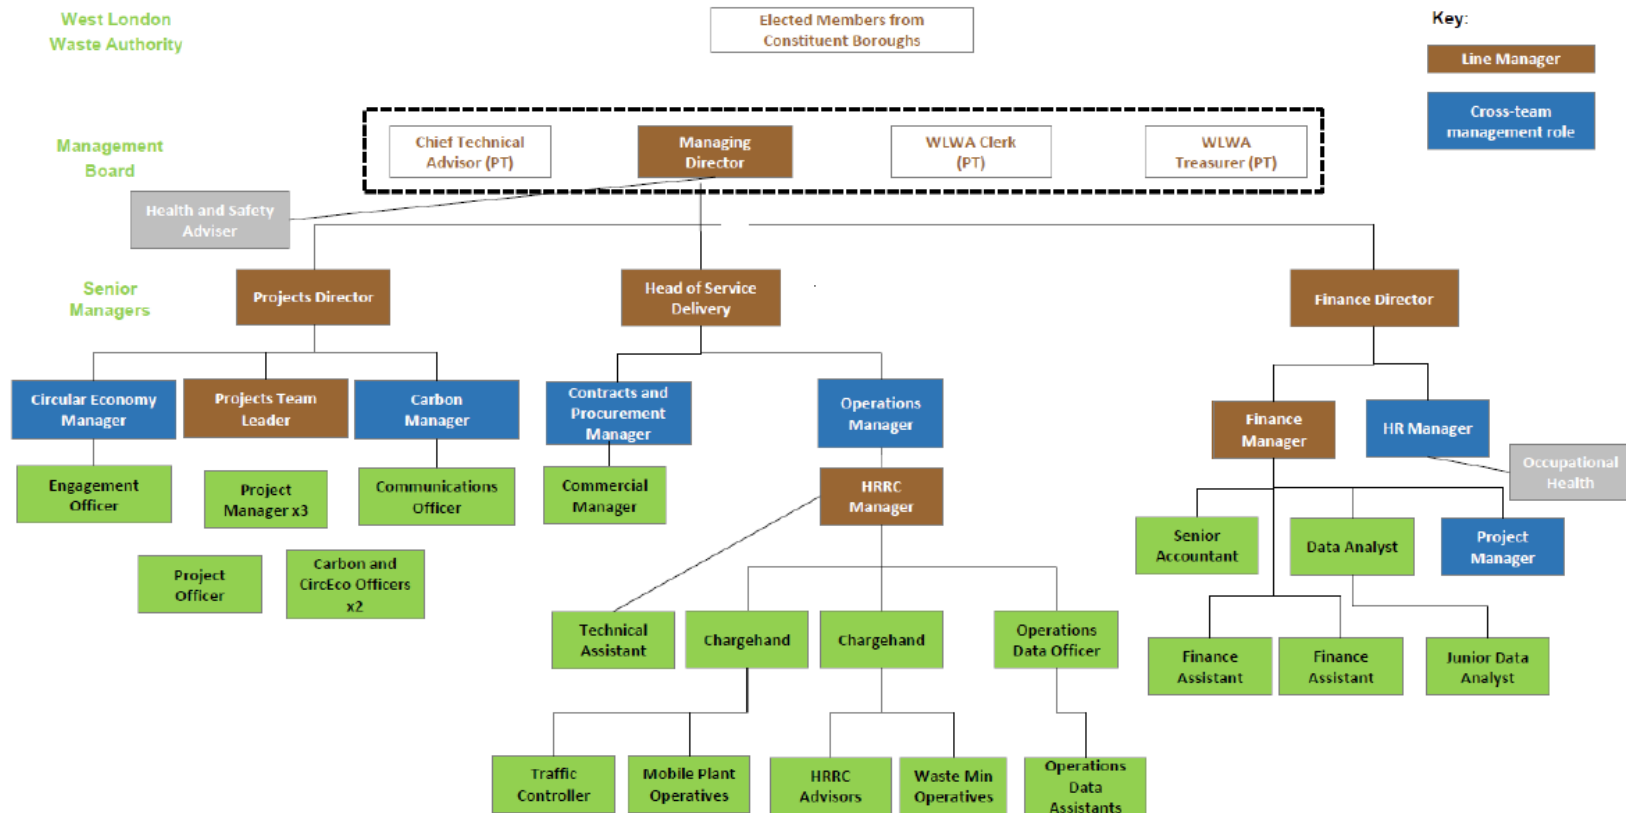 West London
Waste Authority
Elected Members from
Constituent Boroughs
Key:
Line Manager
Cross-team
management role
Management
Board
Chief Technical
Advisor (PT)
Managing
Director
WLWA Clerk
(PT)
WLWA
Treasurer (PT)
Health and Safety
Adviser
Senior
Managers
Projects Director
Head of Service
Delivery
Finance Director
Circular Economy
Manager
Projects Team
Leader
Carbon
Manager
Contracts and
Procurement
Manager
Operations
Manager
Finance
Manager
HR Manager
Engagement
Officer
Project
Manager x3
Communications
Officer
Commercial
Manager
HRRC
Manager
Occupational
Health
Senior
Accountant
Data Analyst
Project
Manager
Project
Officer
Carbon and
CircEco Officers
x2
Technical
Assistant
Chargehand
Chargehand
Operations
Data Officer
Finance
Assistant
Finance
Assistant
Junior Data
Analyst
Traffic
Controller
Mobile Plant
Operatives
HRRC
Advisors
Waste Min
Operatives
Operations
Data
Assistants